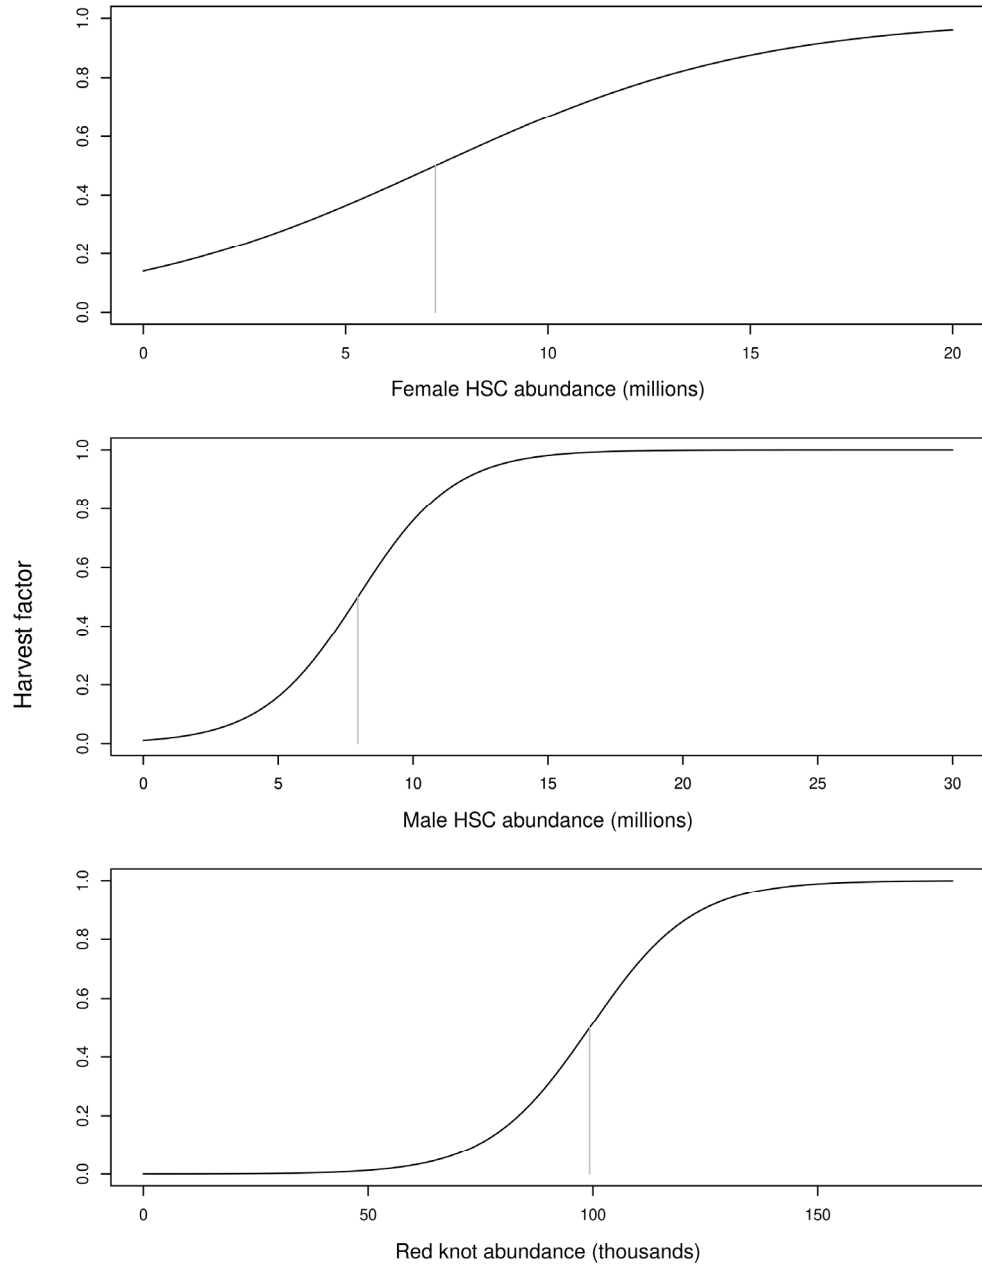 1.0
0.8
0.6
0.4
0.2
0.0
0 5 10 15 20
Female HSC abundance (millions)
Harvest factor
1.0
0.8
0.6
0.4
0.2
0.0
0 5 10 15 20 25 30
Male HSC abundance (millions)
1.0
0.8
0.6
0.4
0.2
0.0
0 50 100 150
Red knot abundance (thousands)